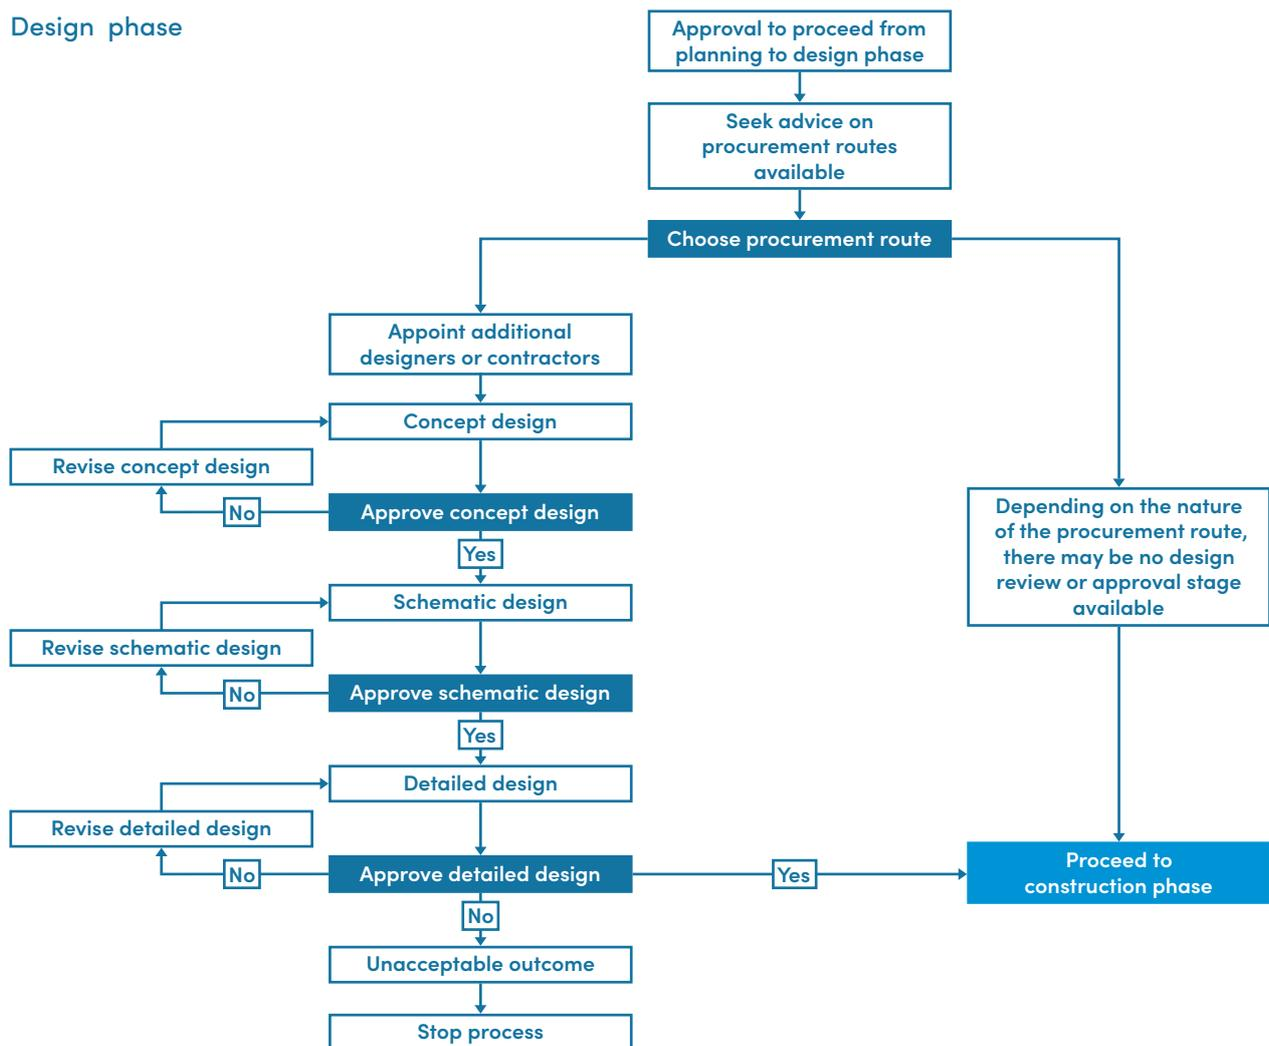 Design phase
Approval to proceed from
planning to design phase
Seek advice on
procurement routes
available
Choose procurement route
Appoint additional
designers or contractors
Concept design
Revise concept design
No
Approve concept design
Yes
Schematic design
Revise schematic design
No
Approve schematic design
Yes
Detailed design
Revise detailed design
No
Approve detailed design
Yes
No
Unacceptable outcome
Stop process
Depending on the nature
of the procurement route,
there may be no design
review or approval stage
available
Proceed to
construction phase